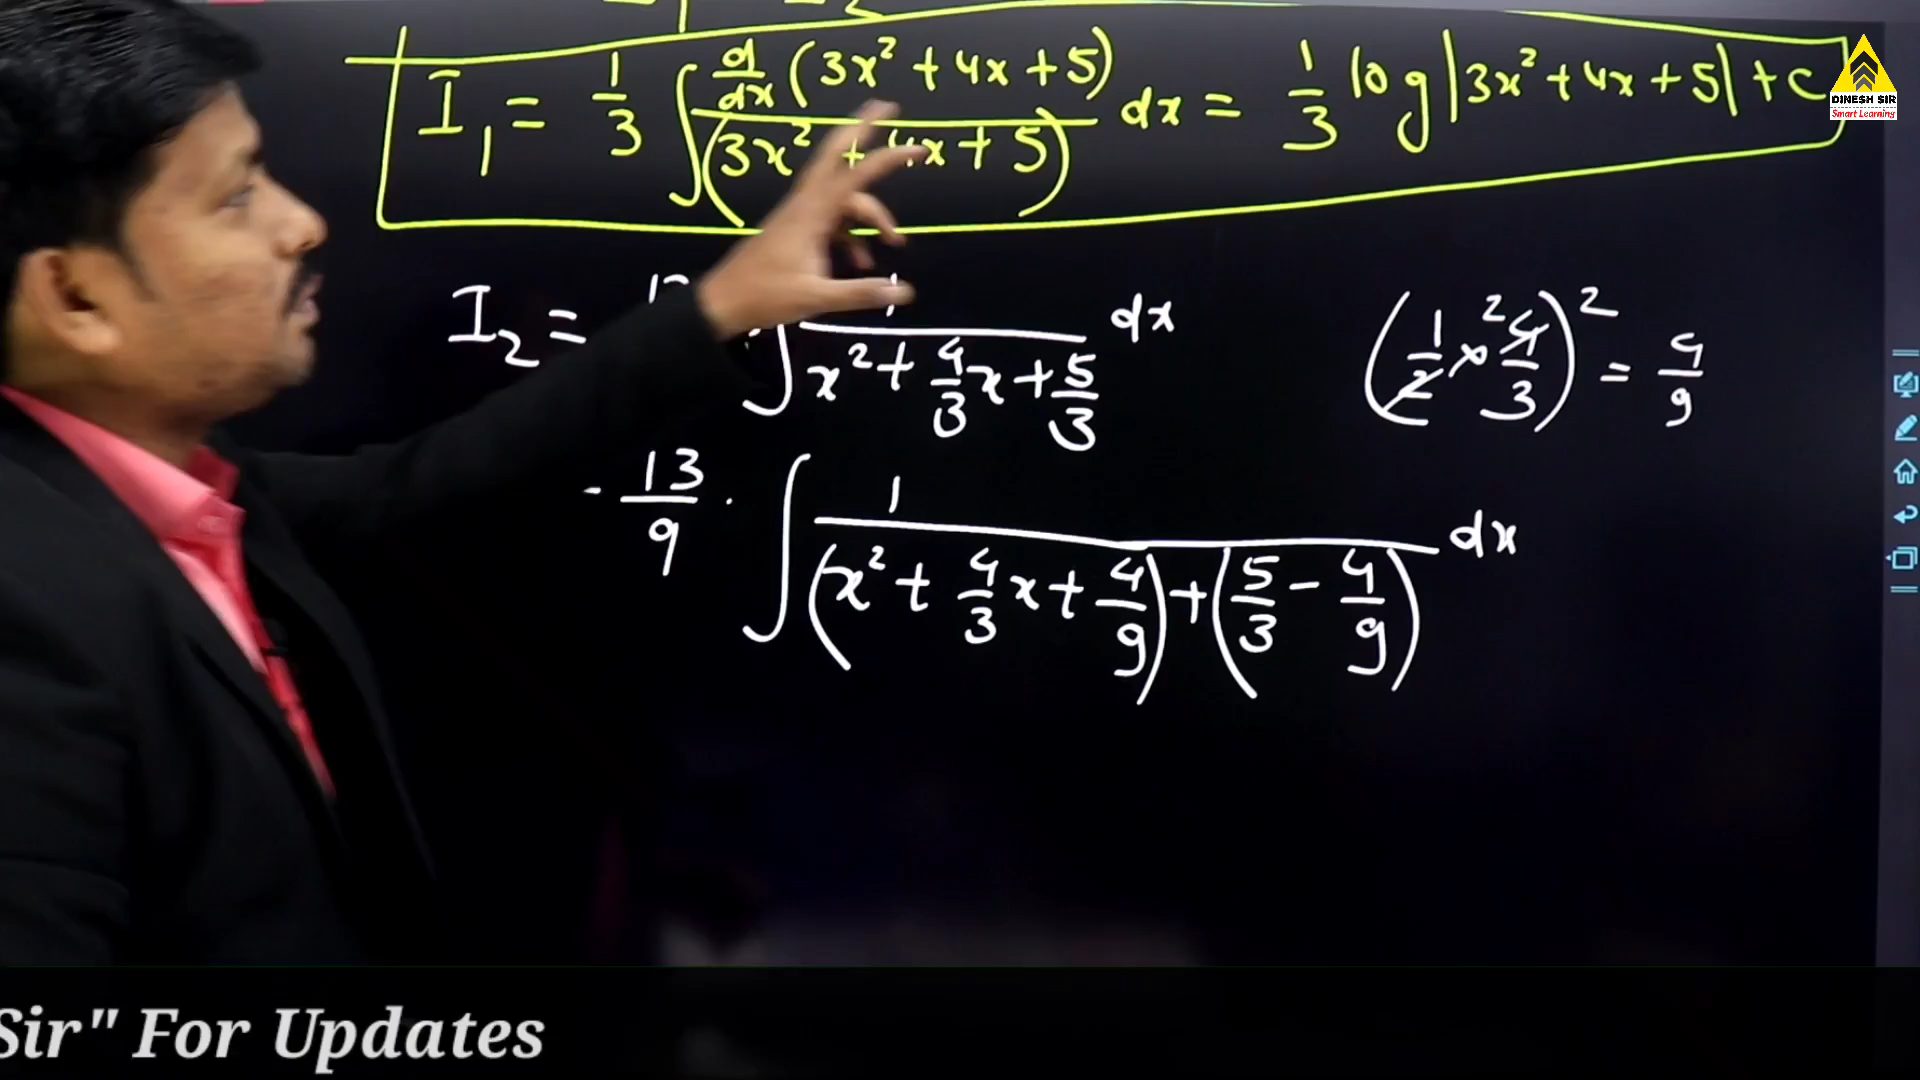 I₁ = 1/3 ∫ d/dx (3x² + 4x + 5) / (3x² + 4x + 5) dx = 1/3 log |3x² + 4x + 5| + c
DINESH SIR
Smart Learning
I₂ = ∫ 1 / (x² + 4/3 x + 5/3) dx
(1/2 × 4/3)² = 4/9
2
- 13/9 · ∫ 1 / ((x² + 4/3 x + 4/9) + (5/3 - 4/9)) dx
Sir" For Updates